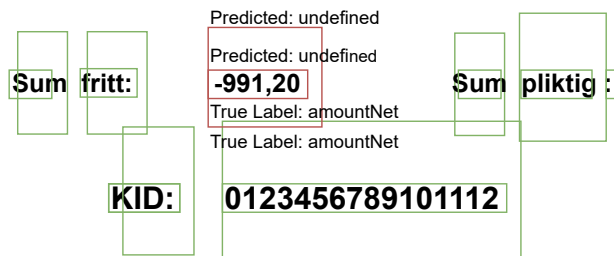 Predicted: undefined
Predicted: undefined
Sum fritt: -991,20 Sum pliktig :
True Label: amountNet
True Label: amountNet
KID: 0123456789101112